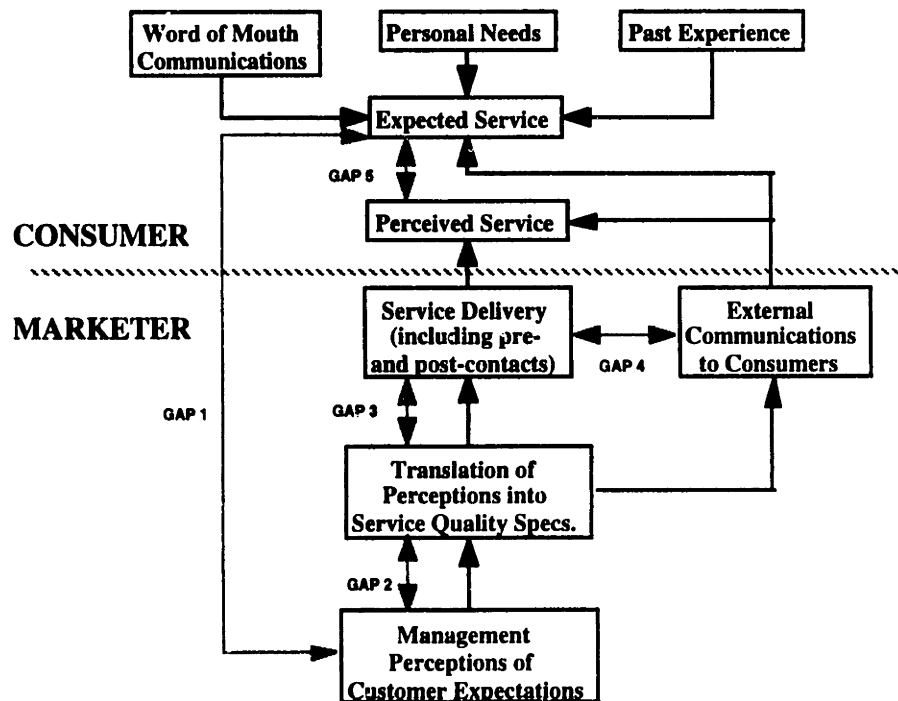 Word of Mouth
Communications
Personal Needs
Past Experience
Expected Service
GAP 5
Perceived Service
CONSUMER
MARKETER
Service Delivery
(including pre-
and post-contacts)
External
Communications
to Consumers
GAP 4
GAP 1
GAP 3
Translation of
Perceptions into
Service Quality Specs.
GAP 2
Management
Perceptions of
Customer Expectations